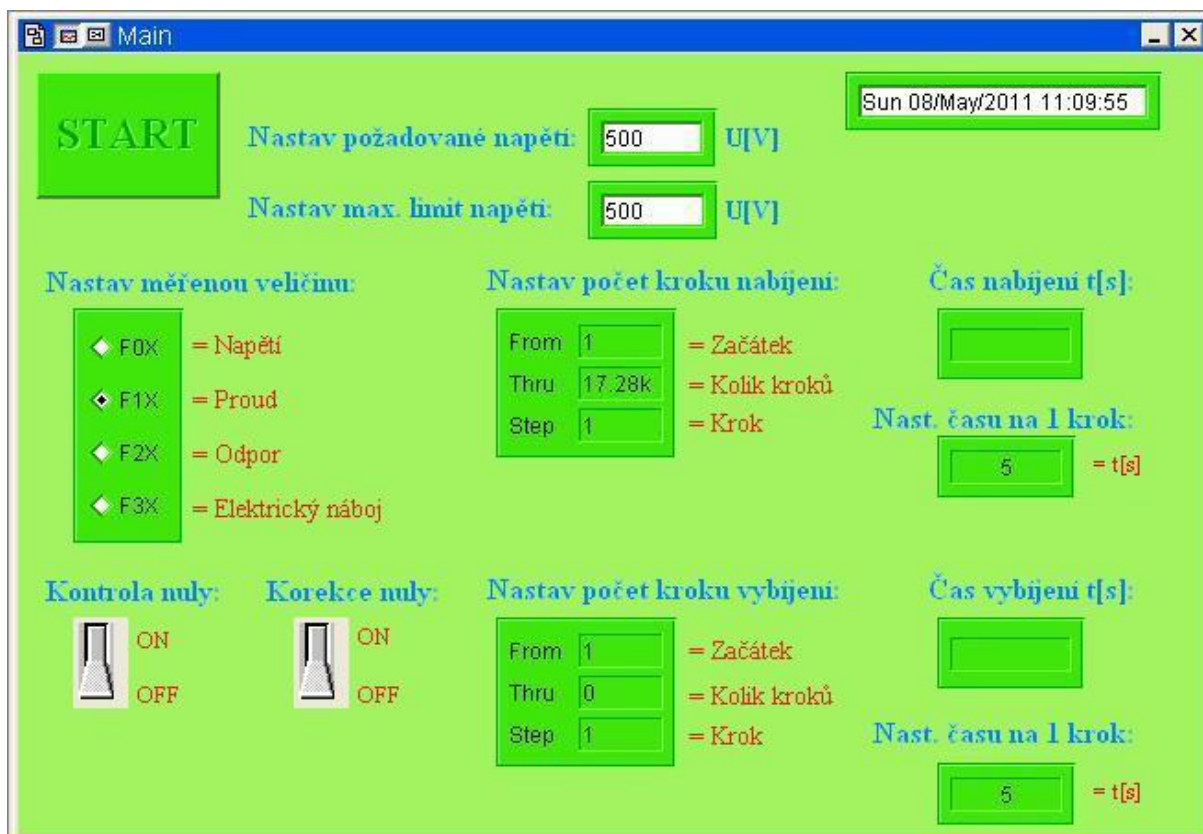 Main
START
Sun 08/May/2011 11:09:55
Nastav požadované napětí: 500 U[V]
Nastav max. limit napětí: 500 U[V]
Nastav měřenou veličinu:
F0X = Napětí
F1X = Proud
F2X = Odpor
F3X = Elektrický náboj
Nastav počet kroku nabíjení:
From 1 = Začátek
Thru 17.28k = Kolik kroků
Step 1 = Krok
Čas nabíjení t[s]:
Nast. času na 1 krok:
5 = t[s]
Kontrola nuly:
ON
OFF
Korekce nuly:
ON
OFF
Nastav počet kroku vybíjení:
From 1 = Začátek
Thru 0 = Kolik kroků
Step 1 = Krok
Čas vybíjení t[s]:
Nast. času na 1 krok:
5 = t[s]